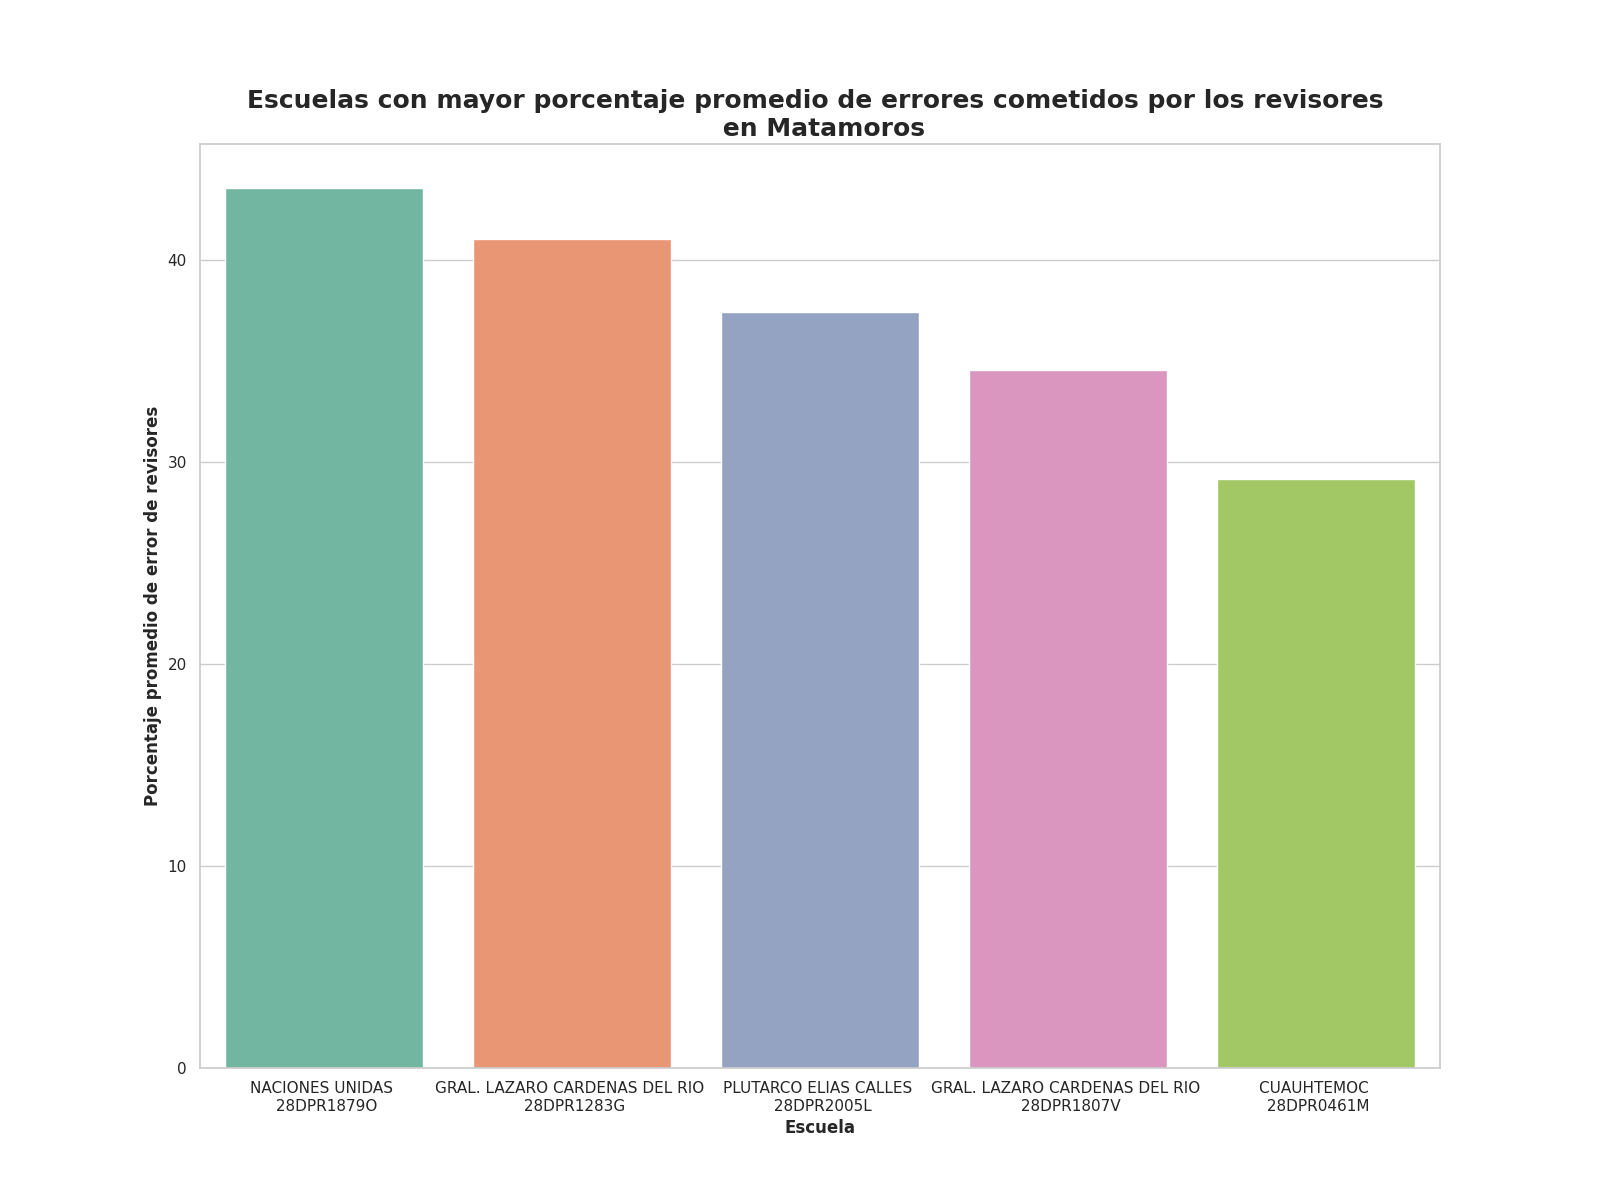 Escuelas con mayor porcentaje promedio de errores cometidos por los revisores
en Matamoros
Porcentaje promedio de error de revisores
40
30
20
10
0
NACIONES UNIDAS
28DPR1879O
GRAL. LAZARO CARDENAS DEL RIO
28DPR1283G
PLUTARCO ELIAS CALLES
28DPR2005L
GRAL. LAZARO CARDENAS DEL RIO
28DPR1807V
CUAUHTEMOC
28DPR0461M
Escuela